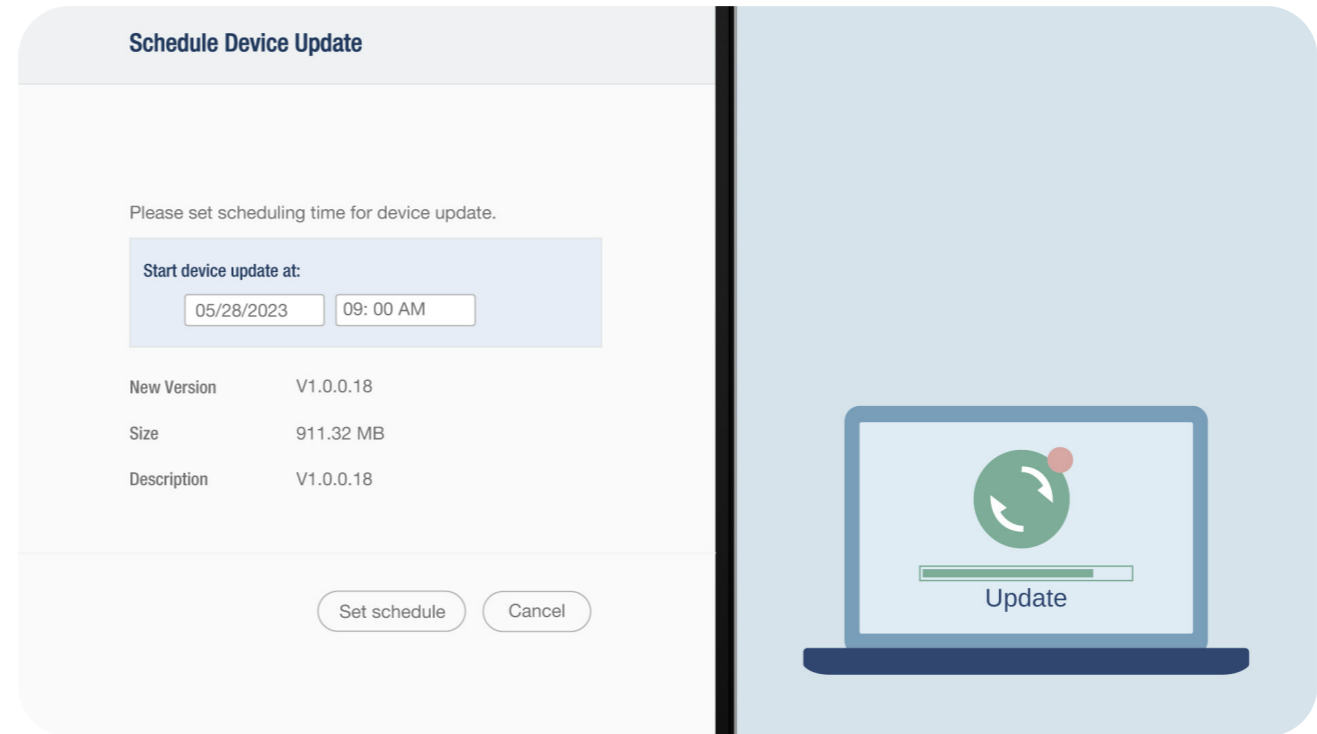 Schedule Device Update
Please set scheduling time for device update.
Start device update at:
05/28/2023 09: 00 AM
New Version V1.0.0.18
Size 911.32 MB
Description V1.0.0.18
Set schedule Cancel
Update